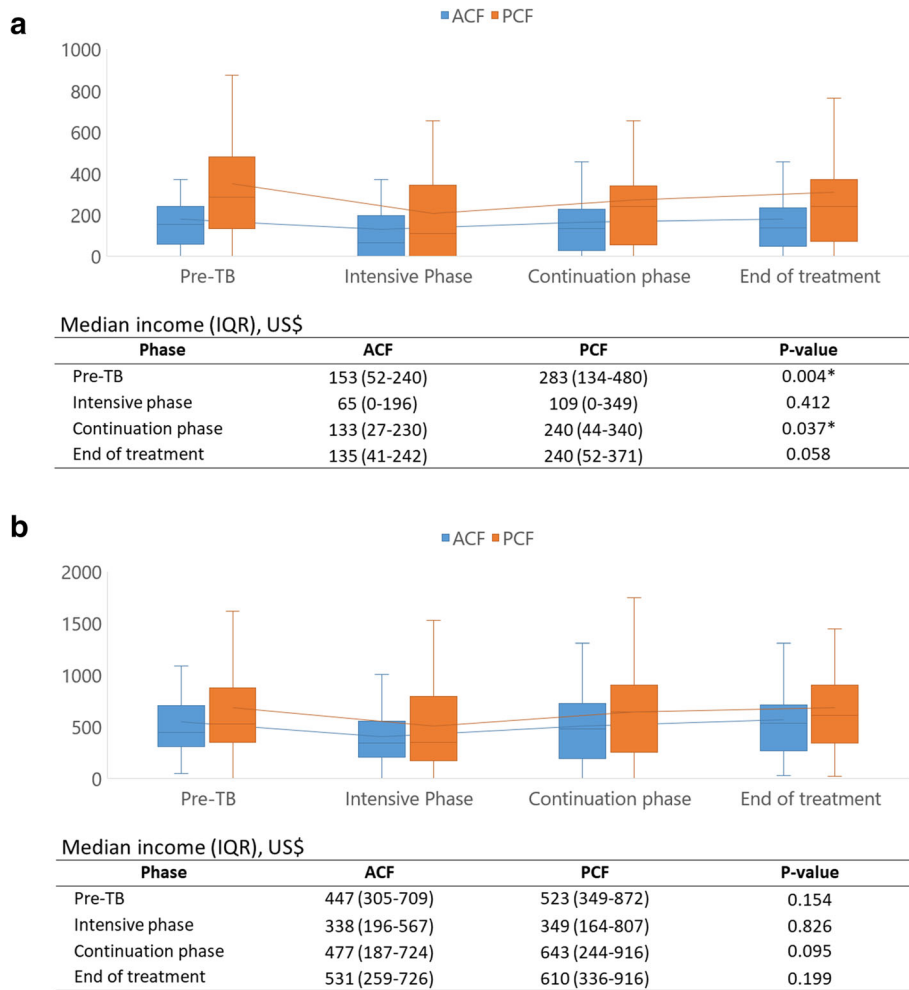 a
ACF PCF
1000
800
600
400
200
0
Pre-TB Intensive Phase Continuation phase End of treatment
Median income (IQR), US$
Phase ACF PCF P-value
Pre-TB 153 (52-240) 283 (134-480) 0.004*
Intensive phase 65 (0-196) 109 (0-349) 0.412
Continuation phase 133 (27-230) 240 (44-340) 0.037*
End of treatment 135 (41-242) 240 (52-371) 0.058
b
ACF PCF
2000
1500
1000
500
0
Pre-TB Intensive Phase Continuation phase End of treatment
Median income (IQR), US$
Phase ACF PCF P-value
Pre-TB 447 (305-709) 523 (349-872) 0.154
Intensive phase 338 (196-567) 349 (164-807) 0.826
Continuation phase 477 (187-724) 643 (244-916) 0.095
End of treatment 531 (259-726) 610 (336-916) 0.199